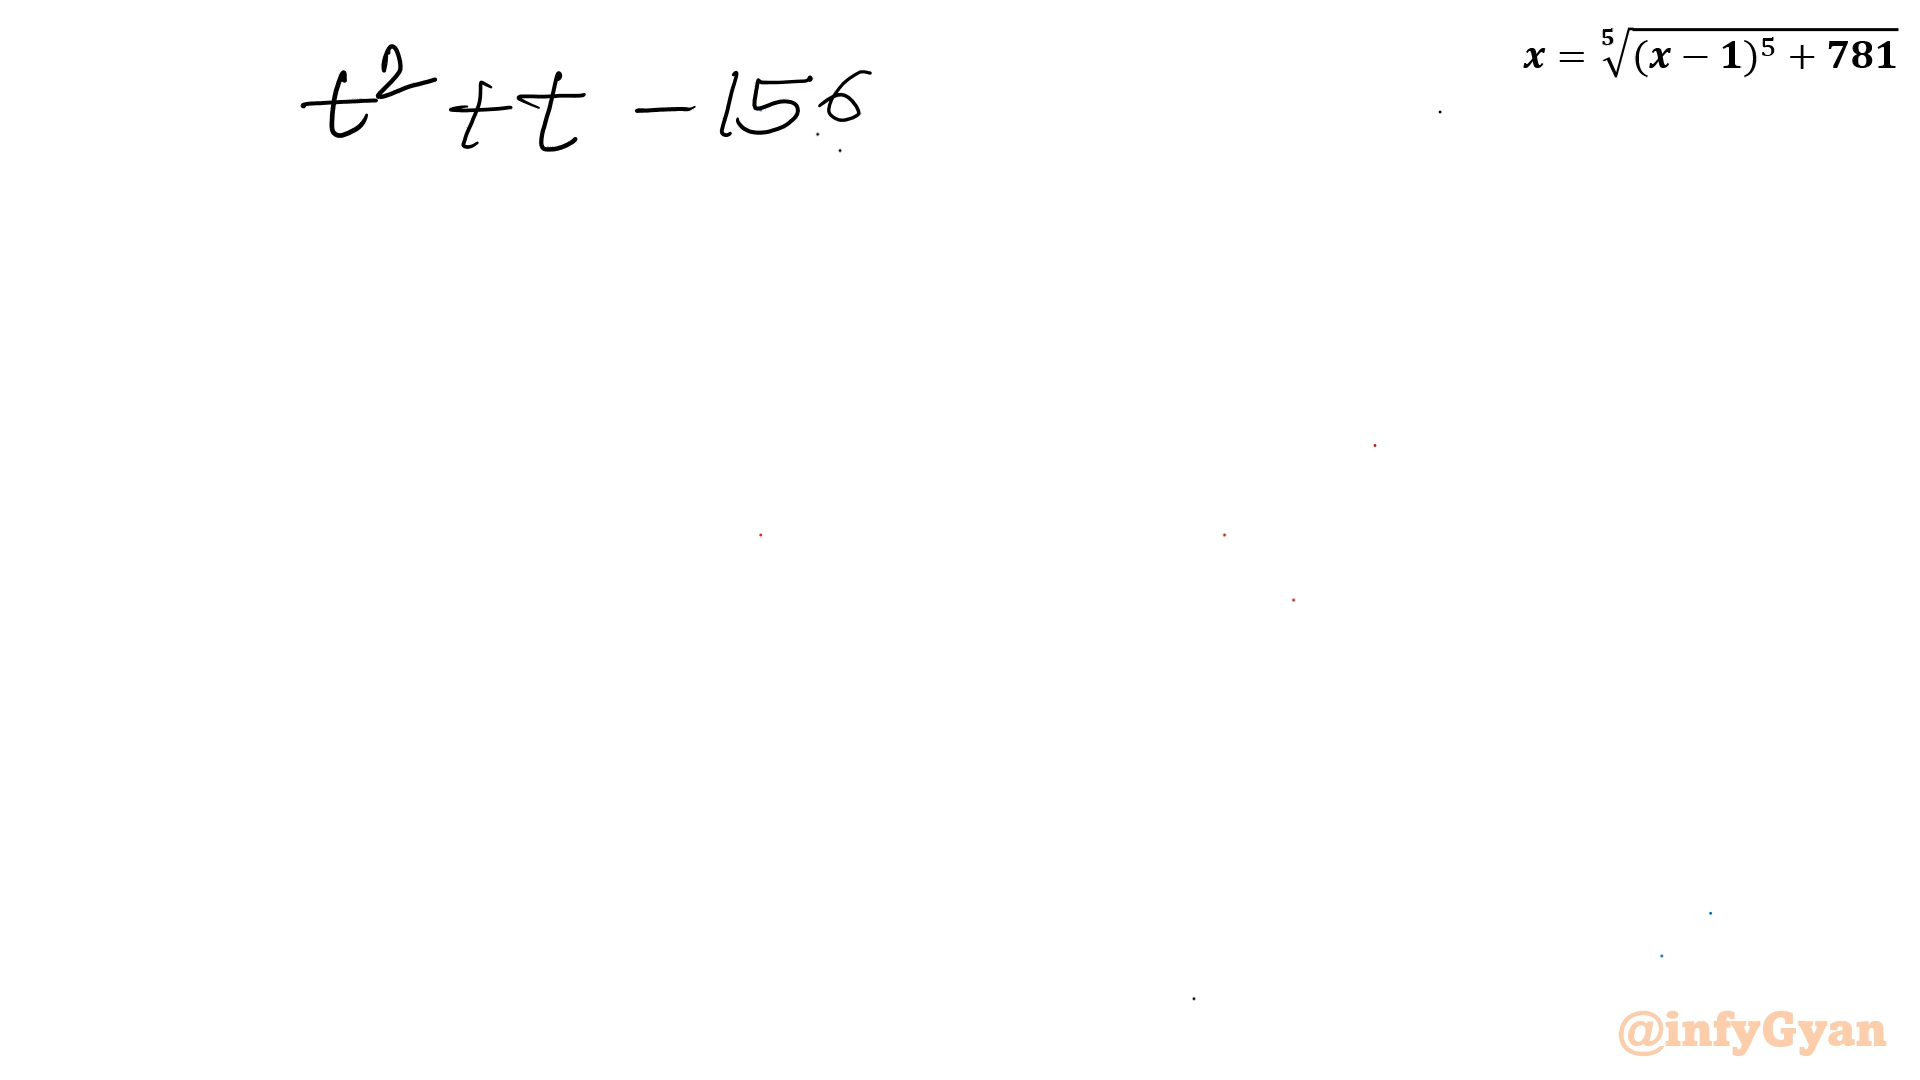 x = ⁵√((x − 1)⁵ + 781)
t² + t − 156
@infyGyan